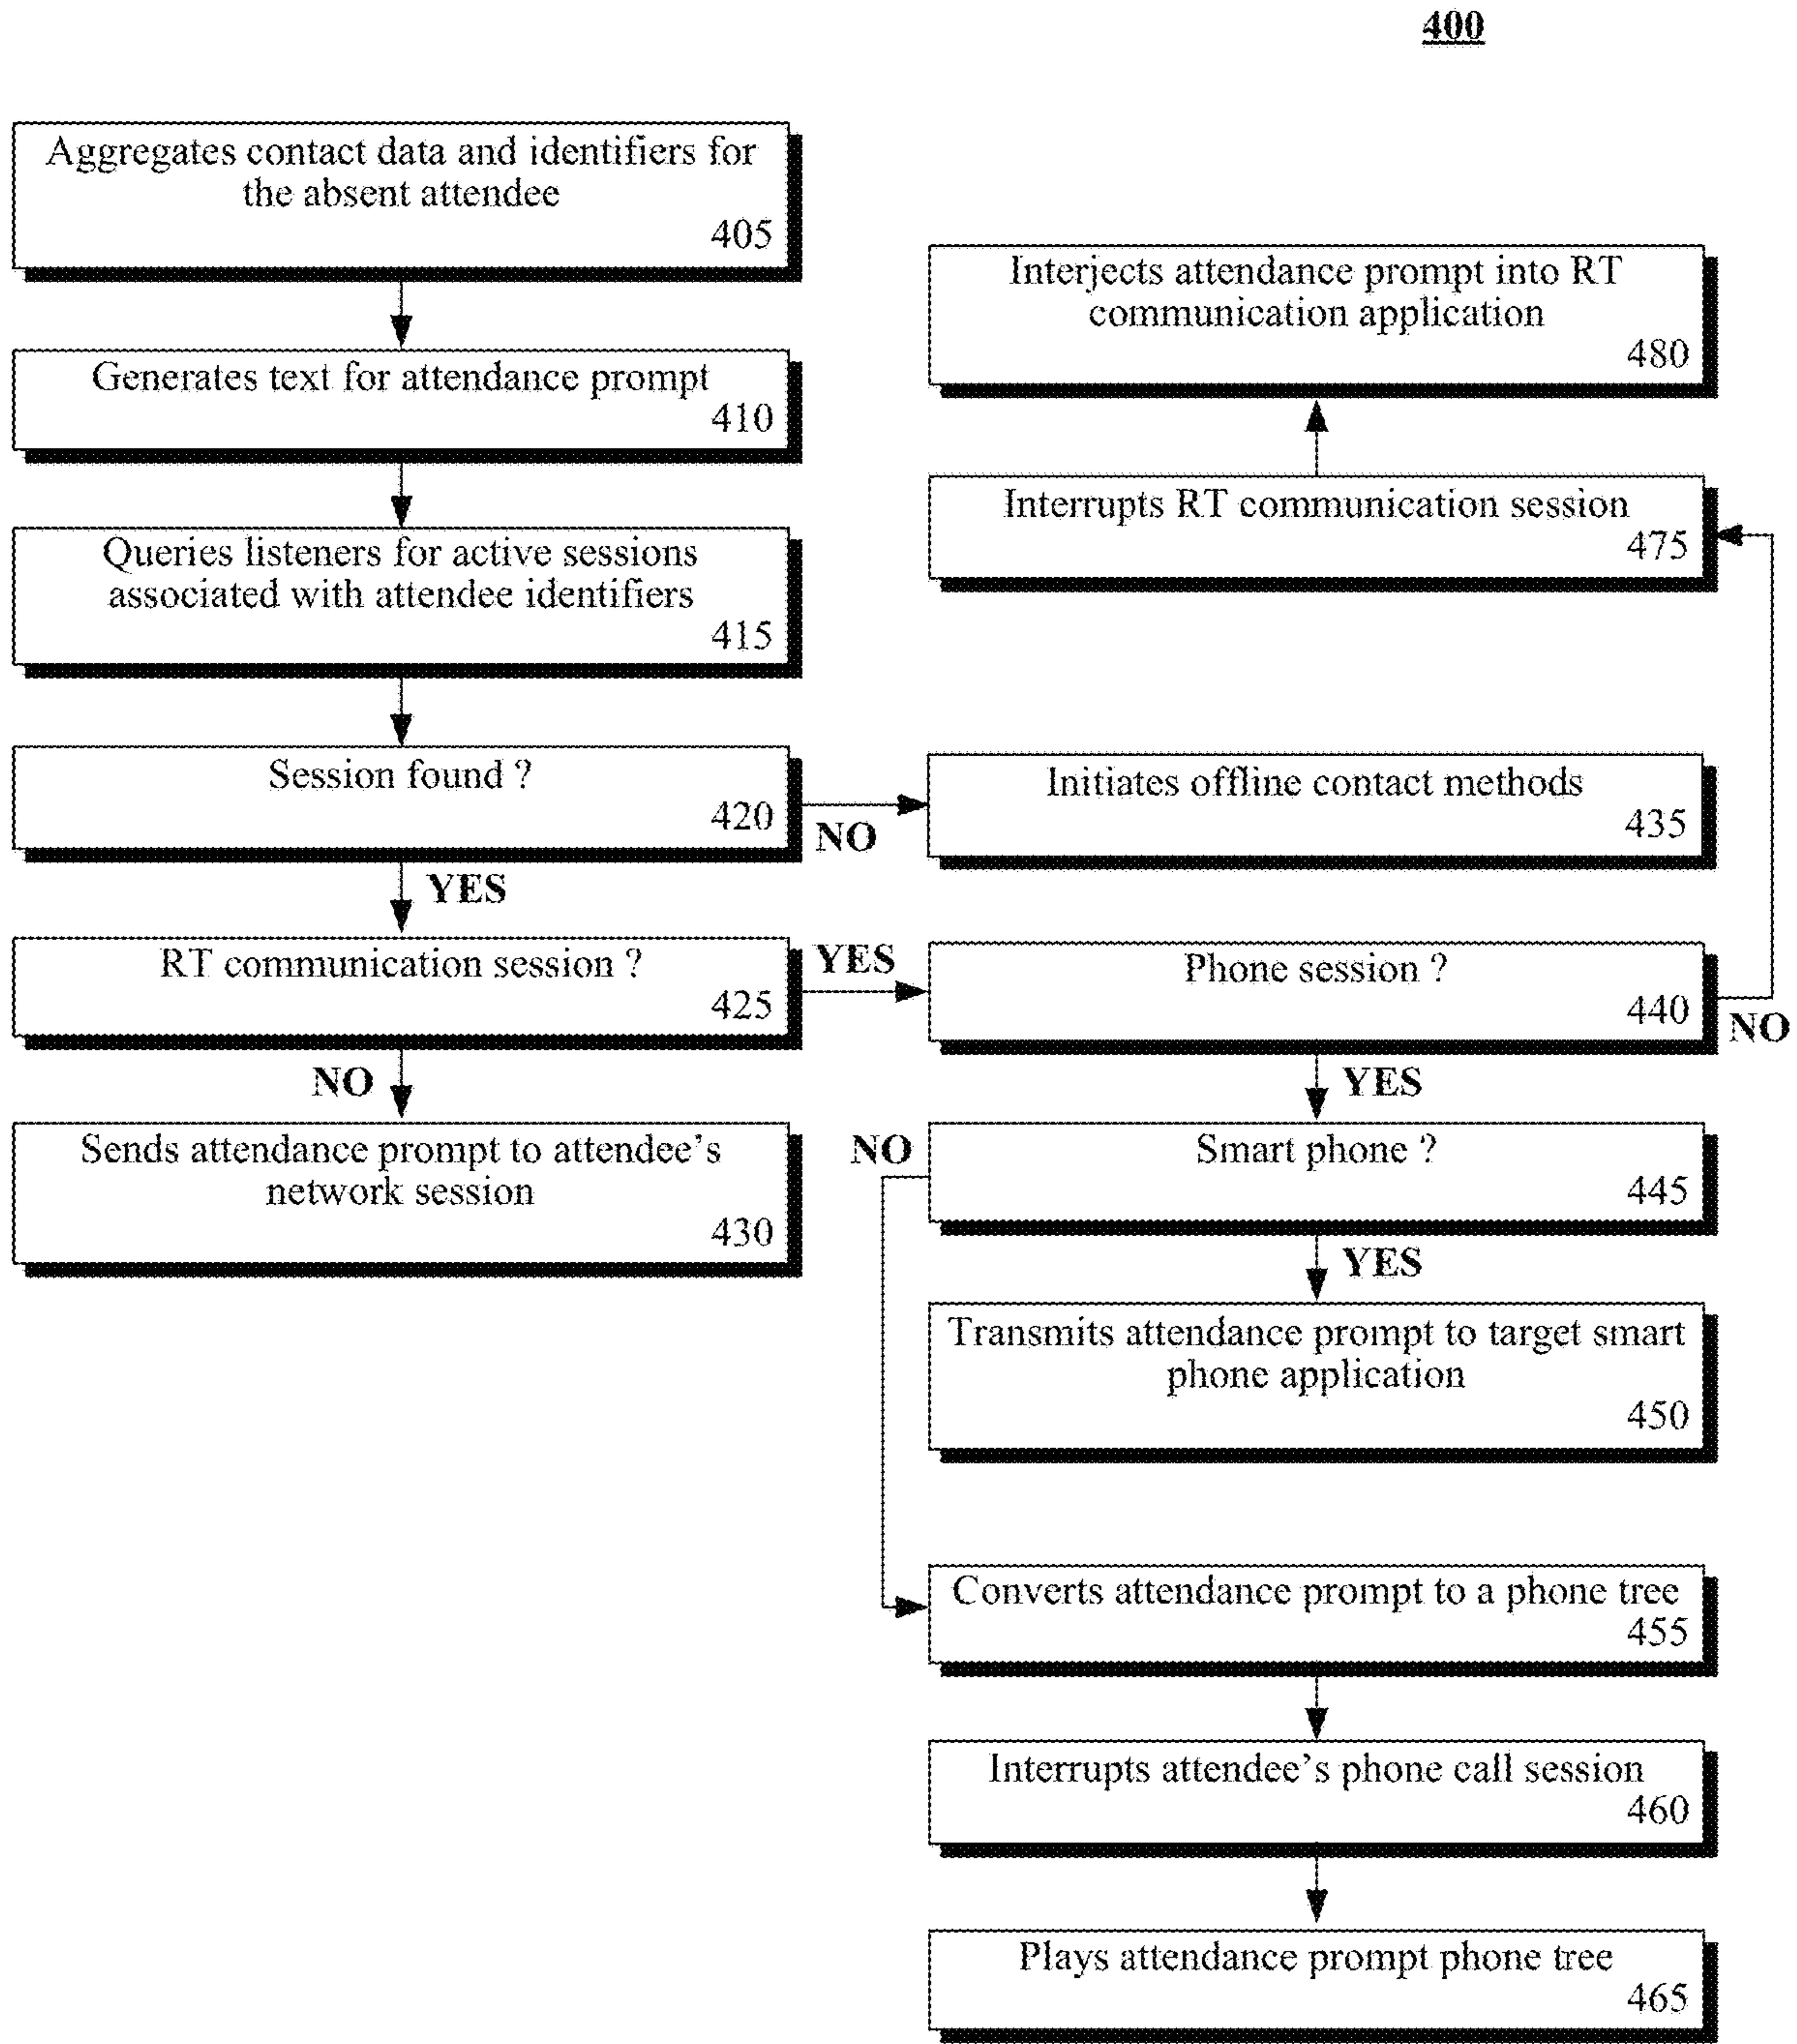 400
Aggregates contact data and identifiers for
the absent attendee
405
Generates text for attendance prompt
410
Queries listeners for active sessions
associated with attendee identifiers
415
Session found ?
420
NO
YES
RT communication session ?
425
YES
NO
Sends attendance prompt to attendee's
network session
430
Interjects attendance prompt into RT
communication application
480
Interrupts RT communication session
475
Initiates offline contact methods
435
Phone session ?
440
NO
YES
Smart phone ?
445
NO
YES
Transmits attendance prompt to target smart
phone application
450
Converts attendance prompt to a phone tree
455
Interrupts attendee's phone call session
460
Plays attendance prompt phone tree
465